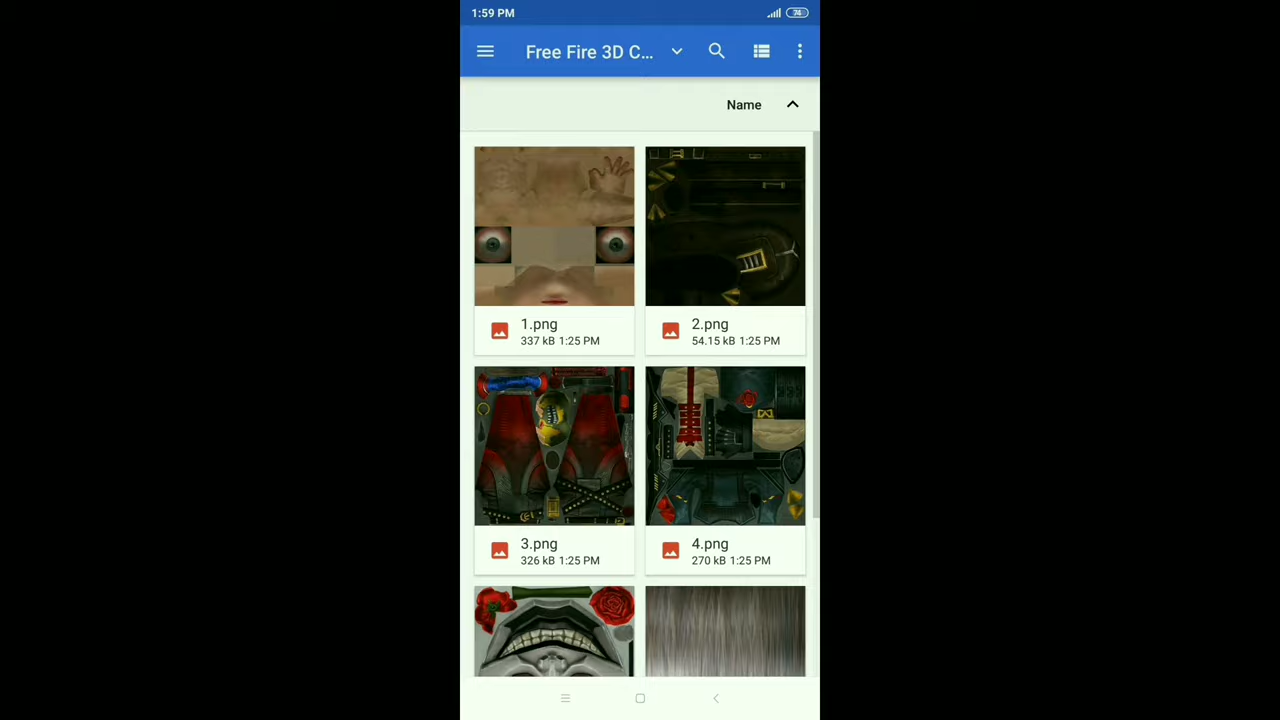 1:59 PM
74
Free Fire 3D C...
Name
1.png
337 kB 1:25 PM
2.png
54.15 kB 1:25 PM
3.png
326 kB 1:25 PM
4.png
270 kB 1:25 PM